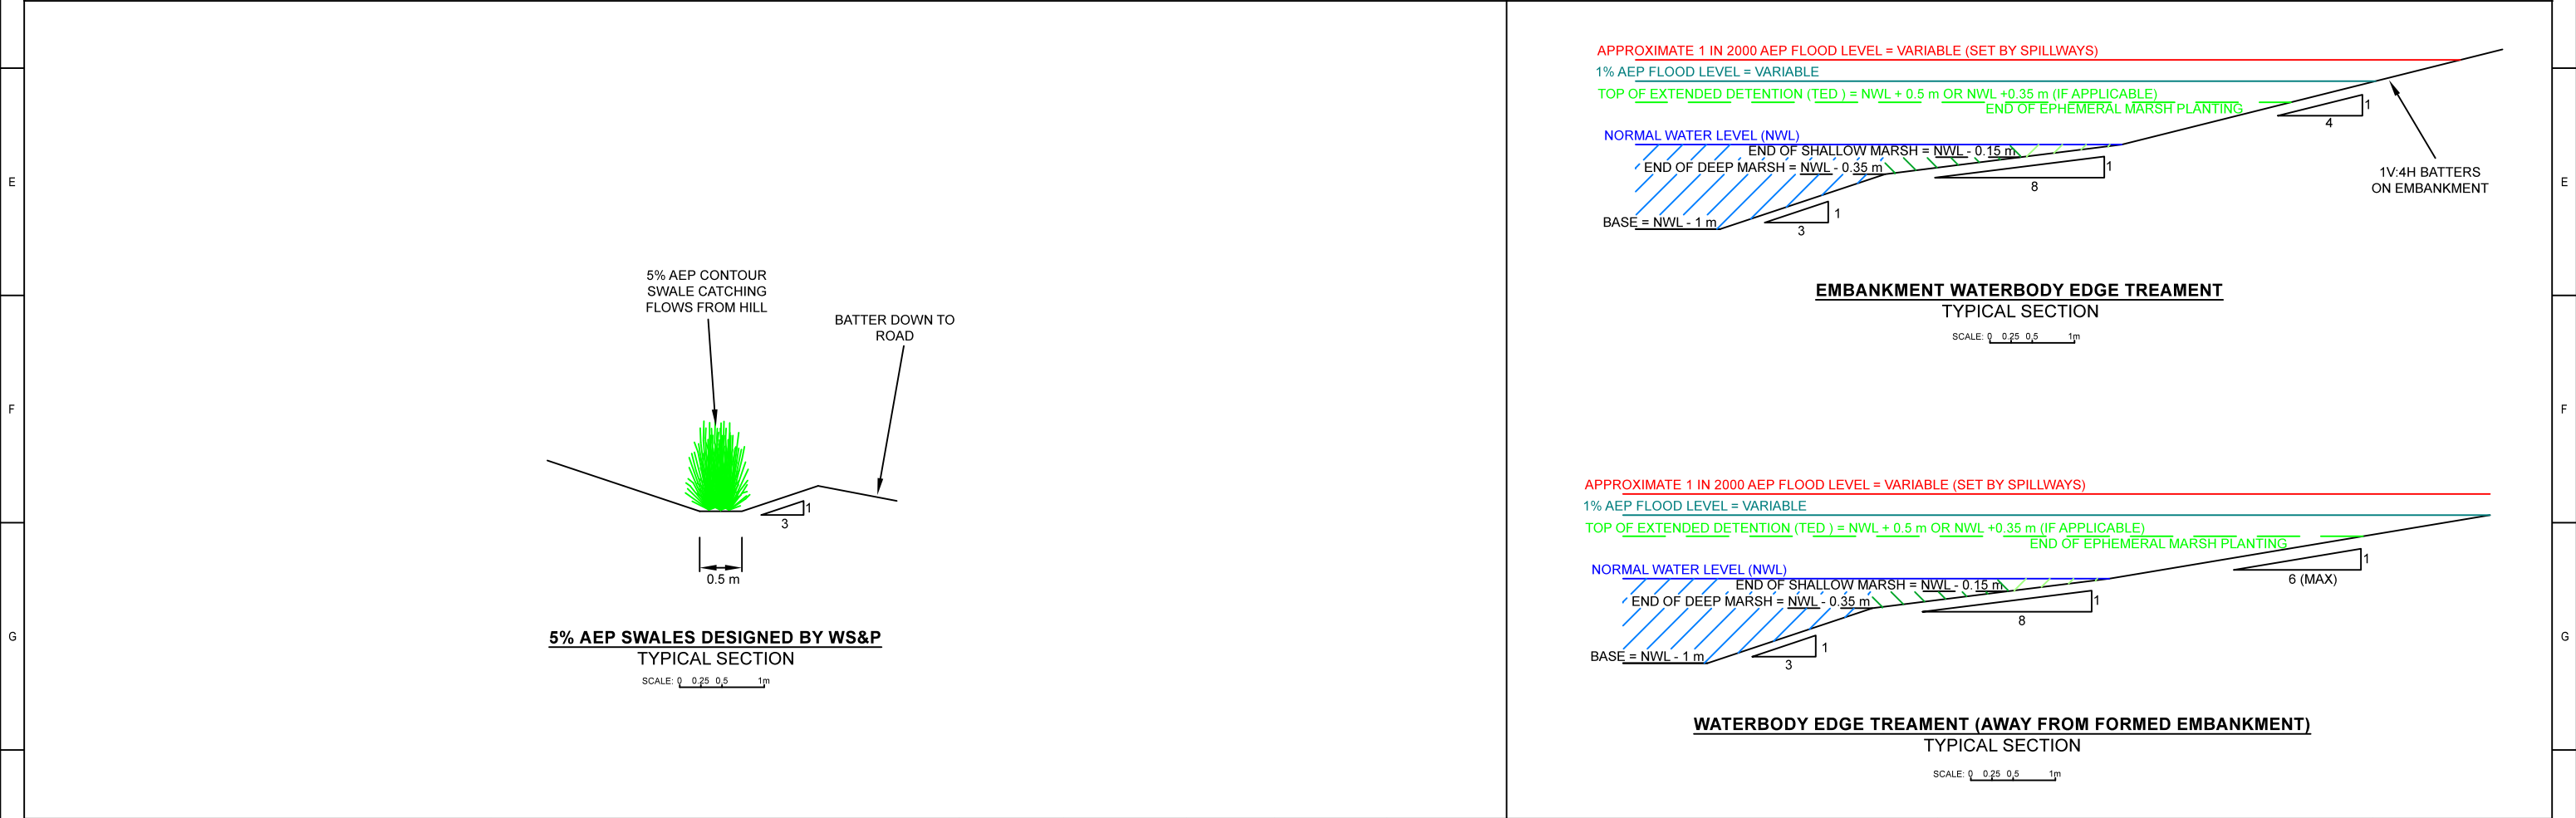 E
F
G
5% AEP CONTOUR
SWALE CATCHING
FLOWS FROM HILL
BATTER DOWN TO
ROAD
1
3
0.5 m
5% AEP SWALES DESIGNED BY WS&P
TYPICAL SECTION
SCALE: 0 0.25 0.5 1m
APPROXIMATE 1 IN 2000 AEP FLOOD LEVEL = VARIABLE (SET BY SPILLWAYS)
1% AEP FLOOD LEVEL = VARIABLE
TOP OF EXTENDED DETENTION (TED ) = NWL + 0.5 m OR NWL +0.35 m (IF APPLICABLE)
END OF EPHEMERAL MARSH PLANTING
1
4
NORMAL WATER LEVEL (NWL)
END OF SHALLOW MARSH = NWL - 0.15 m
END OF DEEP MARSH = NWL - 0.35 m
1
8
1V:4H BATTERS
ON EMBANKMENT
BASE = NWL - 1 m
1
3
EMBANKMENT WATERBODY EDGE TREAMENT
TYPICAL SECTION
SCALE: 0 0.25 0.5 1m
APPROXIMATE 1 IN 2000 AEP FLOOD LEVEL = VARIABLE (SET BY SPILLWAYS)
1% AEP FLOOD LEVEL = VARIABLE
TOP OF EXTENDED DETENTION (TED ) = NWL + 0.5 m OR NWL +0.35 m (IF APPLICABLE)
END OF EPHEMERAL MARSH PLANTING
1
6 (MAX)
NORMAL WATER LEVEL (NWL)
END OF SHALLOW MARSH = NWL - 0.15 m
END OF DEEP MARSH = NWL - 0.35 m
1
8
BASE = NWL - 1 m
1
3
WATERBODY EDGE TREAMENT (AWAY FROM FORMED EMBANKMENT)
TYPICAL SECTION
SCALE: 0 0.25 0.5 1m
E
F
G